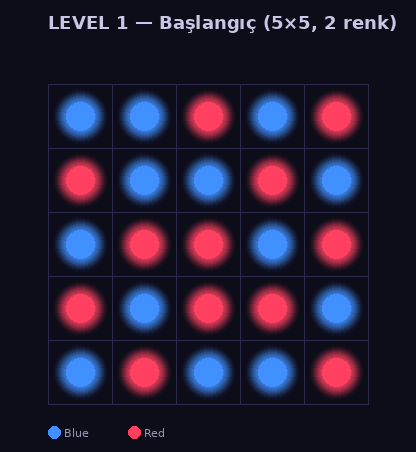 LEVEL 1 — Başlangıç (5×5, 2 renk)
Blue Red